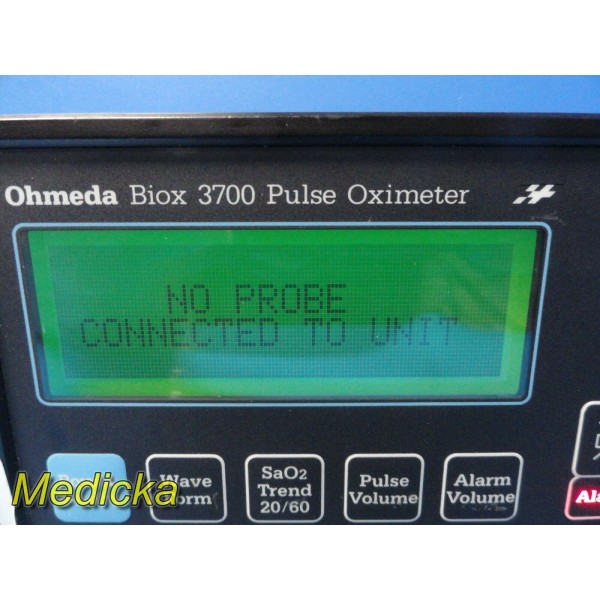 Ohmeda Biox 3700 Pulse Oximeter
NO PROBE
CONNECTED TO UNIT
Wave
SaO2
Trend
20/60
Pulse
Volume
Alarm
Volume
Medicka